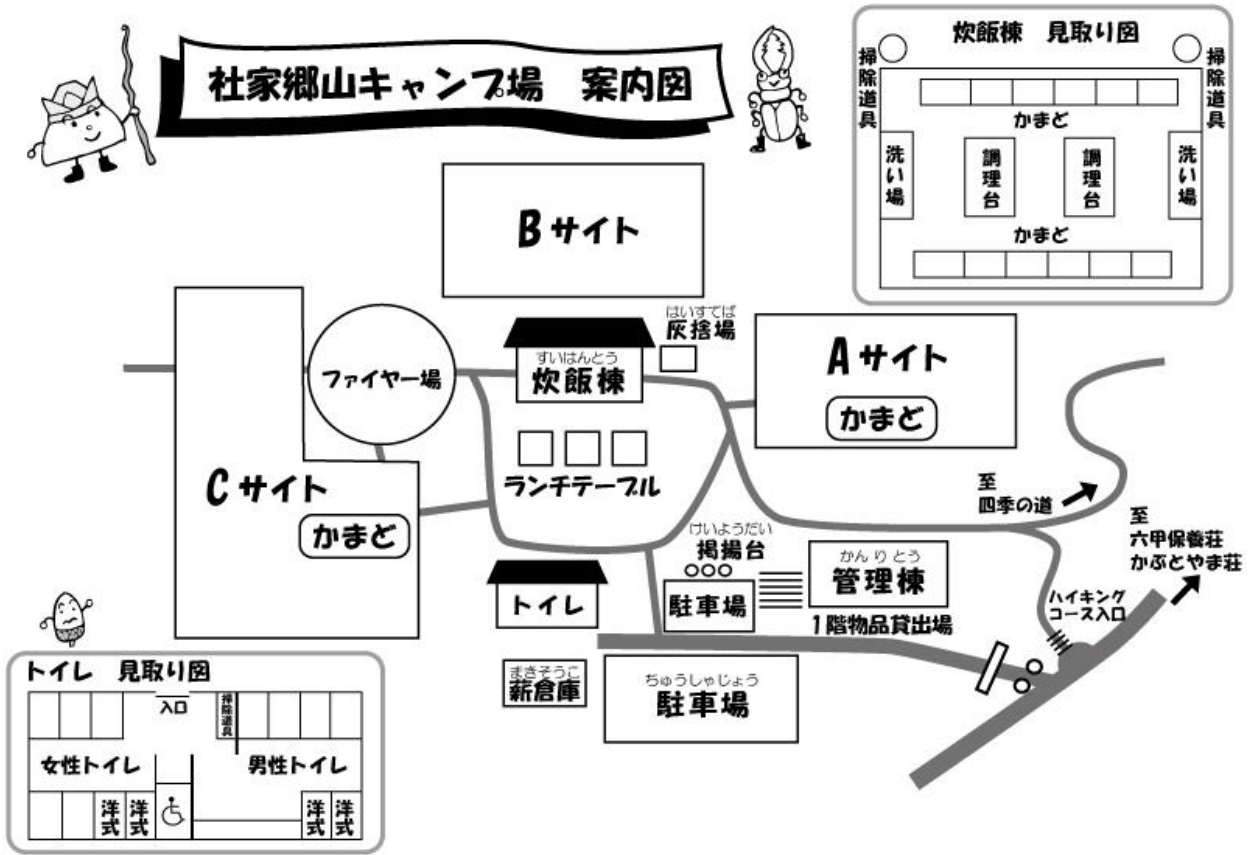 社家郷山キャンプ場　案内図
炊飯棟　見取り図
掃除道具
掃除道具
かまど
洗い場
調理台
調理台
洗い場
かまど
Bサイト
はいすてば
灰捨場
Aサイト
かまど
ファイヤー場
すいはんとう
炊飯棟
ランチテーブル
Cサイト
かまど
至
四季の道
至
六甲保養荘
かぶとやま荘
けいようだい
掲揚台
かんりとう
管理棟
1階物品貸出場
ハイキング
コース入口
トイレ
駐車場
まきそうこ
薪倉庫
ちゅうしゃじょう
駐車場
トイレ　見取り図
入口
掃除道具
女性トイレ
男性トイレ
洋式
洋式
洋式
洋式